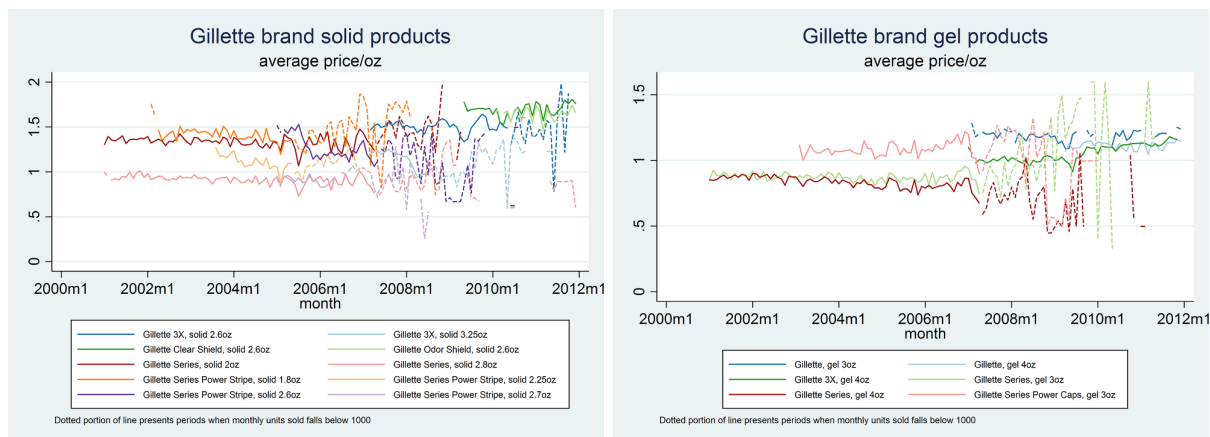 Gillette brand solid products
average price/oz
2
1.5
1
.5
0
2000m1 2002m1 2004m1 2006m1 2008m1 2010m1 2012m1
month
Gillette 3X, solid 2.6oz
Gillette 3X, solid 3.25oz
Gillette Clear Shield, solid 2.6oz
Gillette Odor Shield, solid 2.6oz
Gillette Series, solid 2oz
Gillette Series, solid 2.8oz
Gillette Series Power Stripe, solid 1.8oz
Gillette Series Power Stripe, solid 2.25oz
Gillette Series Power Stripe, solid 2.6oz
Gillette Series Power Stripe, solid 2.7oz
Dotted portion of line presents periods when monthly units sold falls below 1000
Gillette brand gel products
average price/oz
1.5
1
.5
0
2000m1 2002m1 2004m1 2006m1 2008m1 2010m1 2012m1
month
Gillette, gel 3oz
Gillette, gel 4oz
Gillette 3X, gel 4oz
Gillette Series, gel 3oz
Gillette Series, gel 4oz
Gillette Series Power Caps, gel 3oz
Dotted portion of line presents periods when monthly units sold falls below 1000